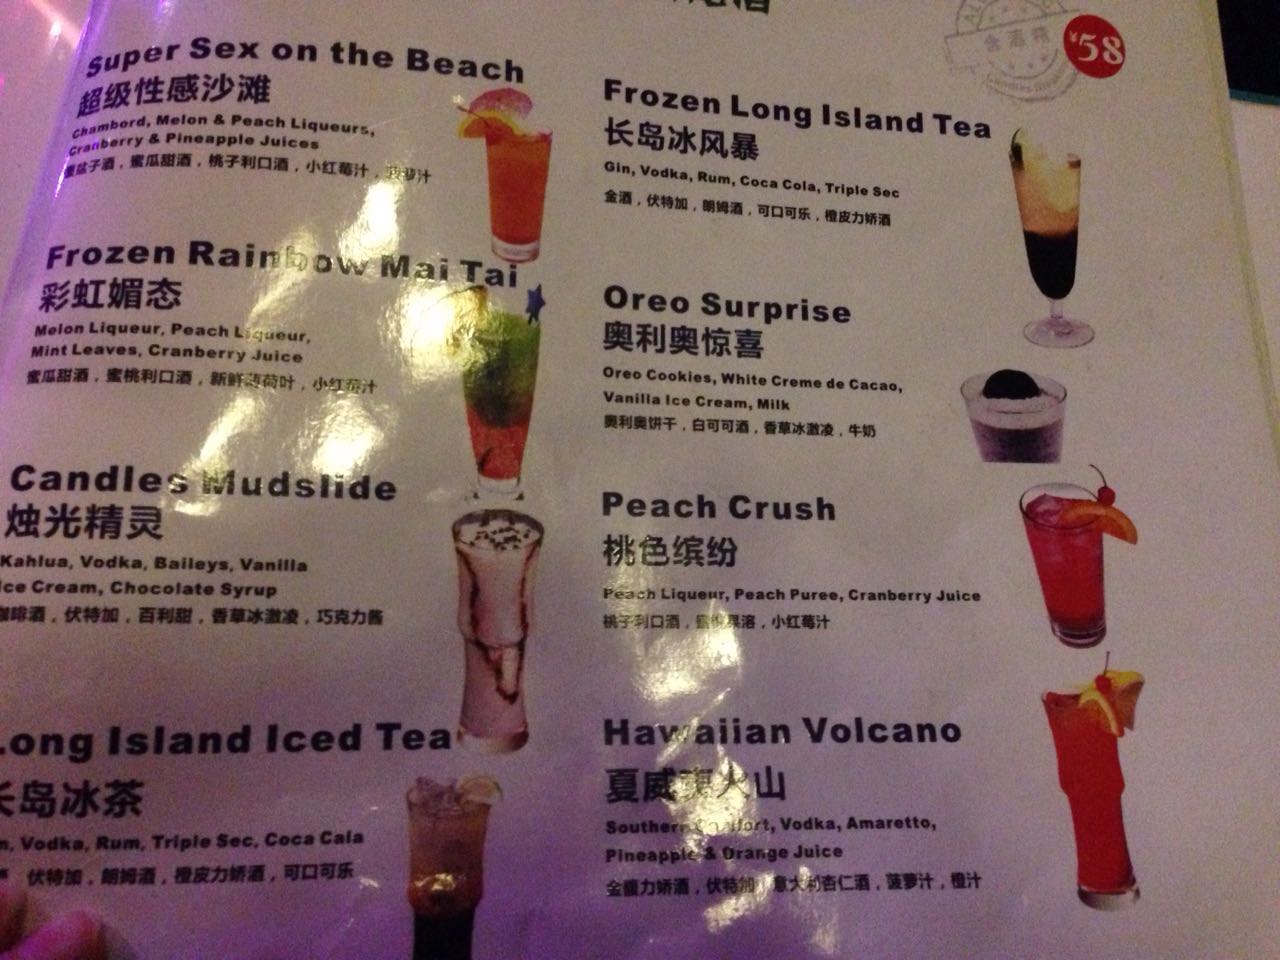 ¥58
Super Sex on the Beach
超级性感沙滩
Chambord, Melon & Peach Liqueurs,
Cranberry & Pineapple Juices
盆子酒，蜜瓜甜酒，桃子利口酒，小红莓汁，菠萝汁
Frozen Rainbow Mai Tai
彩虹媚态
Melon Liqueur, Peach Liqueur,
Mint Leaves, Cranberry Juice
蜜瓜甜酒，蜜桃利口酒，新鲜薄荷叶，小红莓汁
Candles Mudslide
烛光精灵
Kahlua, Vodka, Baileys, Vanilla
Ice Cream, Chocolate Syrup
咖啡酒，伏特加，百利甜，香草冰激凌，巧克力酱
Long Island Iced Tea
长岛冰茶
Vodka, Rum, Triple Sec, Coca Cala
伏特加，朗姆酒，橙皮力娇酒，可口可乐
Frozen Long Island Tea
长岛冰风暴
Gin, Vodka, Rum, Coca Cola, Triple Sec
金酒，伏特加，朗姆酒，可口可乐，橙皮力娇酒
Oreo Surprise
奥利奥惊喜
Oreo Cookies, White Creme de Cacao,
Vanilla Ice Cream, Milk
奥利奥饼干，白可可酒，香草冰激凌，牛奶
Peach Crush
桃色缤纷
Peach Liqueur, Peach Puree, Cranberry Juice
桃子利口酒，蜜桃果溶，小红莓汁
Hawaiian Volcano
夏威夷火山
Southern Comfort, Vodka, Amaretto,
Pineapple & Orange Juice
金馥力娇酒，伏特加，意大利杏仁酒，菠萝汁，橙汁